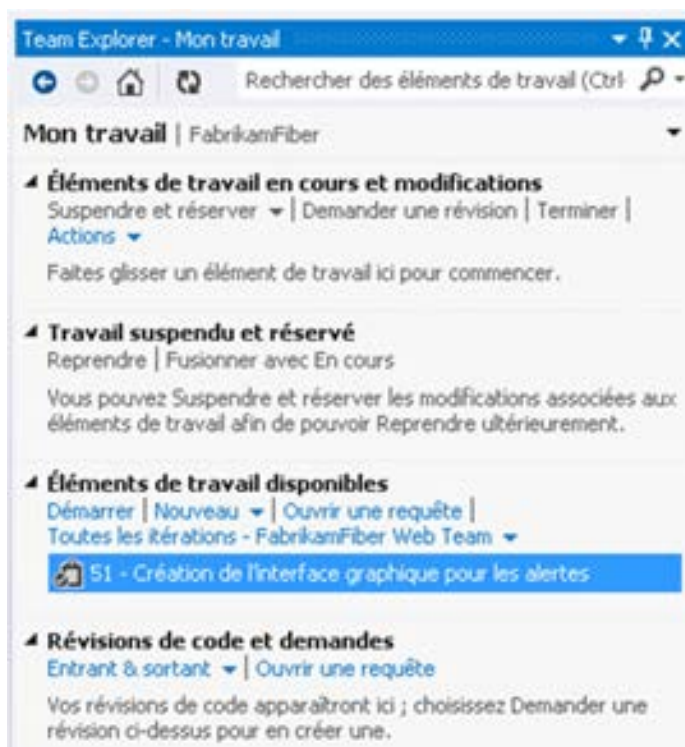 Team Explorer - Mon travail
Rechercher des éléments de travail (Ctrl-
Mon travail | FabrikamFiber
Éléments de travail en cours et modifications
Suspendre et réserver | Demander une révision | Terminer |
Actions
Faites glisser un élément de travail ici pour commencer.
Travail suspendu et réservé
Reprendre | Fusionner avec En cours
Vous pouvez Suspendre et réserver les modifications associées aux
éléments de travail afin de pouvoir Reprendre ultérieurement.
Éléments de travail disponibles
Démarrer | Nouveau | Ouvrir une requête |
Toutes les itérations - FabrikamFiber Web Team
51 - Création de l'interface graphique pour les alertes
Révisions de code et demandes
Entrant & sortant | Ouvrir une requête
Vos révisions de code apparaîtront ici ; choisissez Demander une
révision ci-dessus pour en créer une.